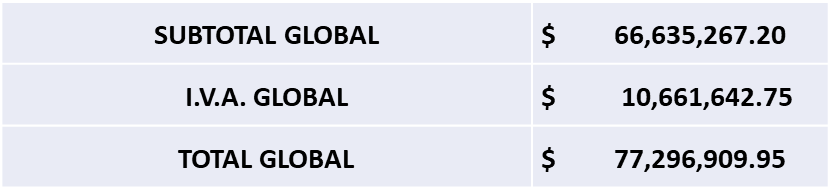 SUBTOTAL GLOBAL $ 66,635,267.20
I.V.A. GLOBAL $ 10,661,642.75
TOTAL GLOBAL $ 77,296,909.95